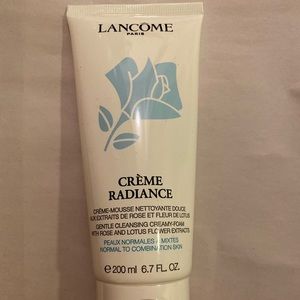 LANCÔME
PARIS
CRÈME
RADIANCE
CRÈME-MOUSSE NETTOYANTE DOUCE
AUX EXTRAITS DE ROSE ET FLEUR DE LOTUS
GENTLE CLEANSING CREAMY-FOAM
WITH ROSE AND LOTUS FLOWER EXTRACTS
PEAUX NORMALES À MIXTES
NORMAL TO COMBINATION SKIN
℮ 200 ml 6.7 FL. OZ.